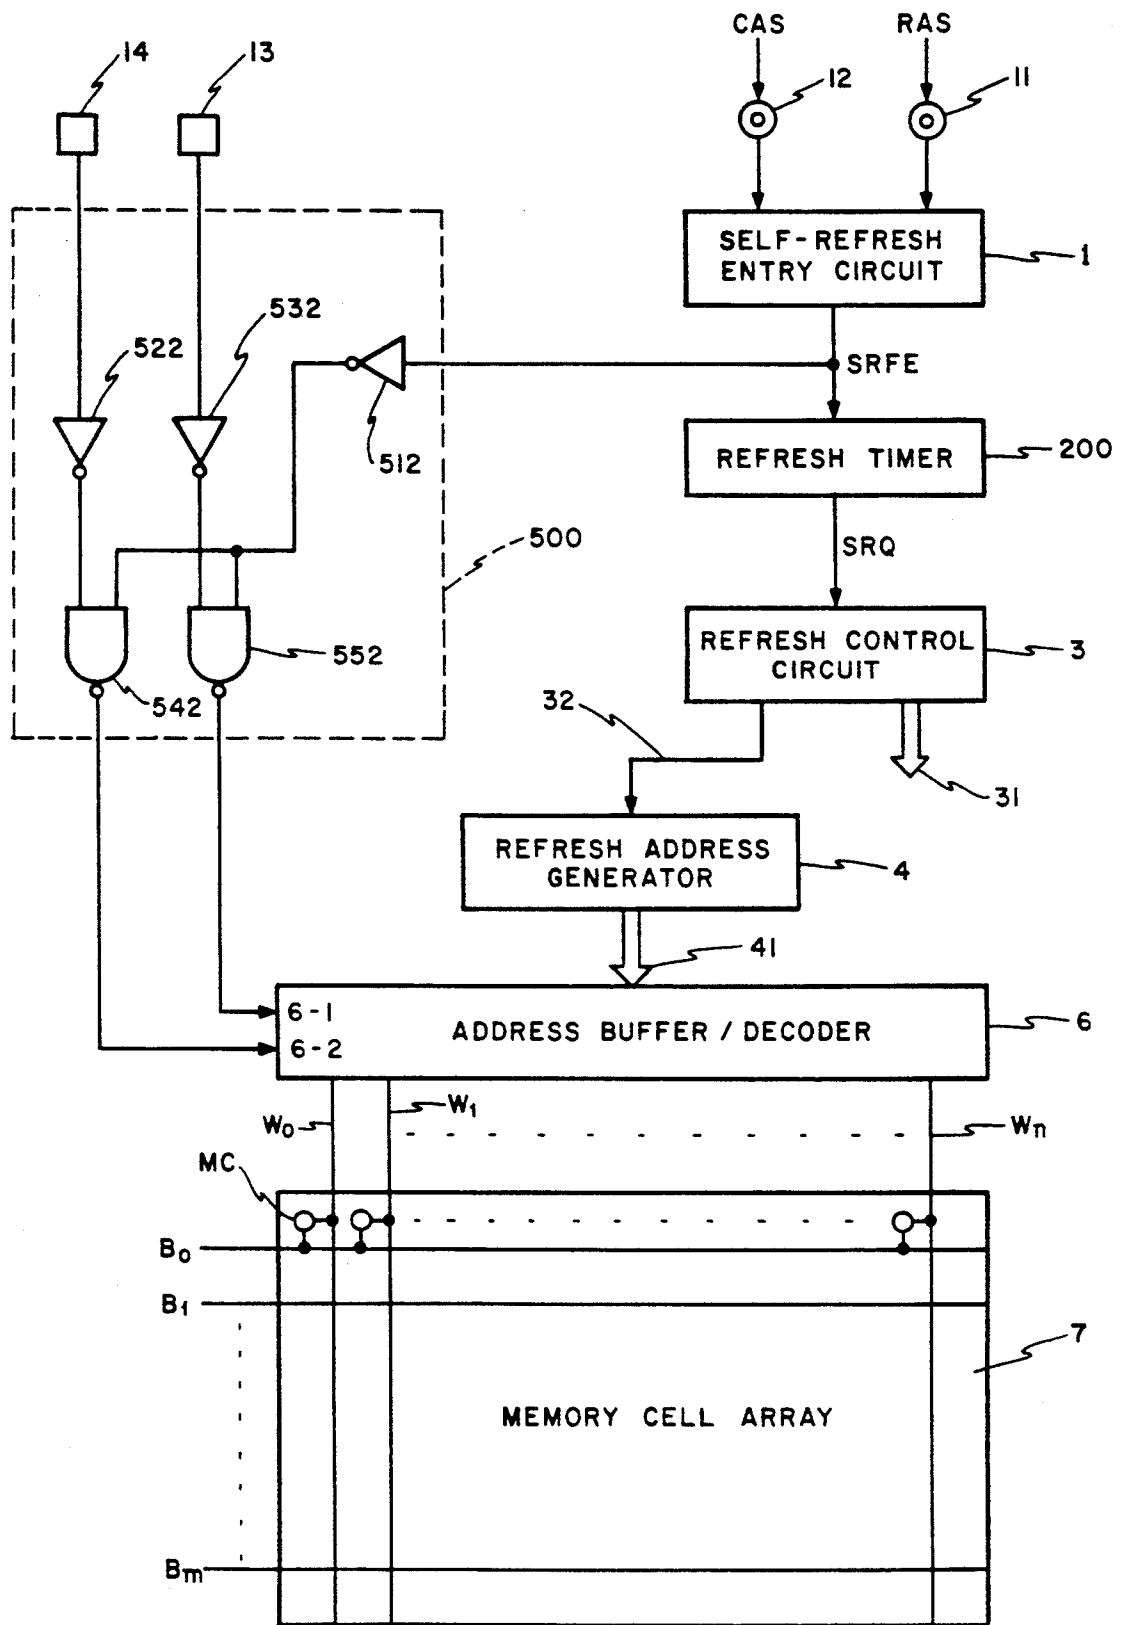 CAS RAS
14 13 12 11
SELF-REFRESH
ENTRY CIRCUIT
1
532
522
SRFE
512
REFRESH TIMER
200
500
SRQ
552
REFRESH CONTROL
CIRCUIT
3
542
32
31
REFRESH ADDRESS
GENERATOR
4
41
6-1
6-2
ADDRESS BUFFER / DECODER
6
W0 W1 Wn
MC
B0
B1
7
MEMORY CELL ARRAY
Bm